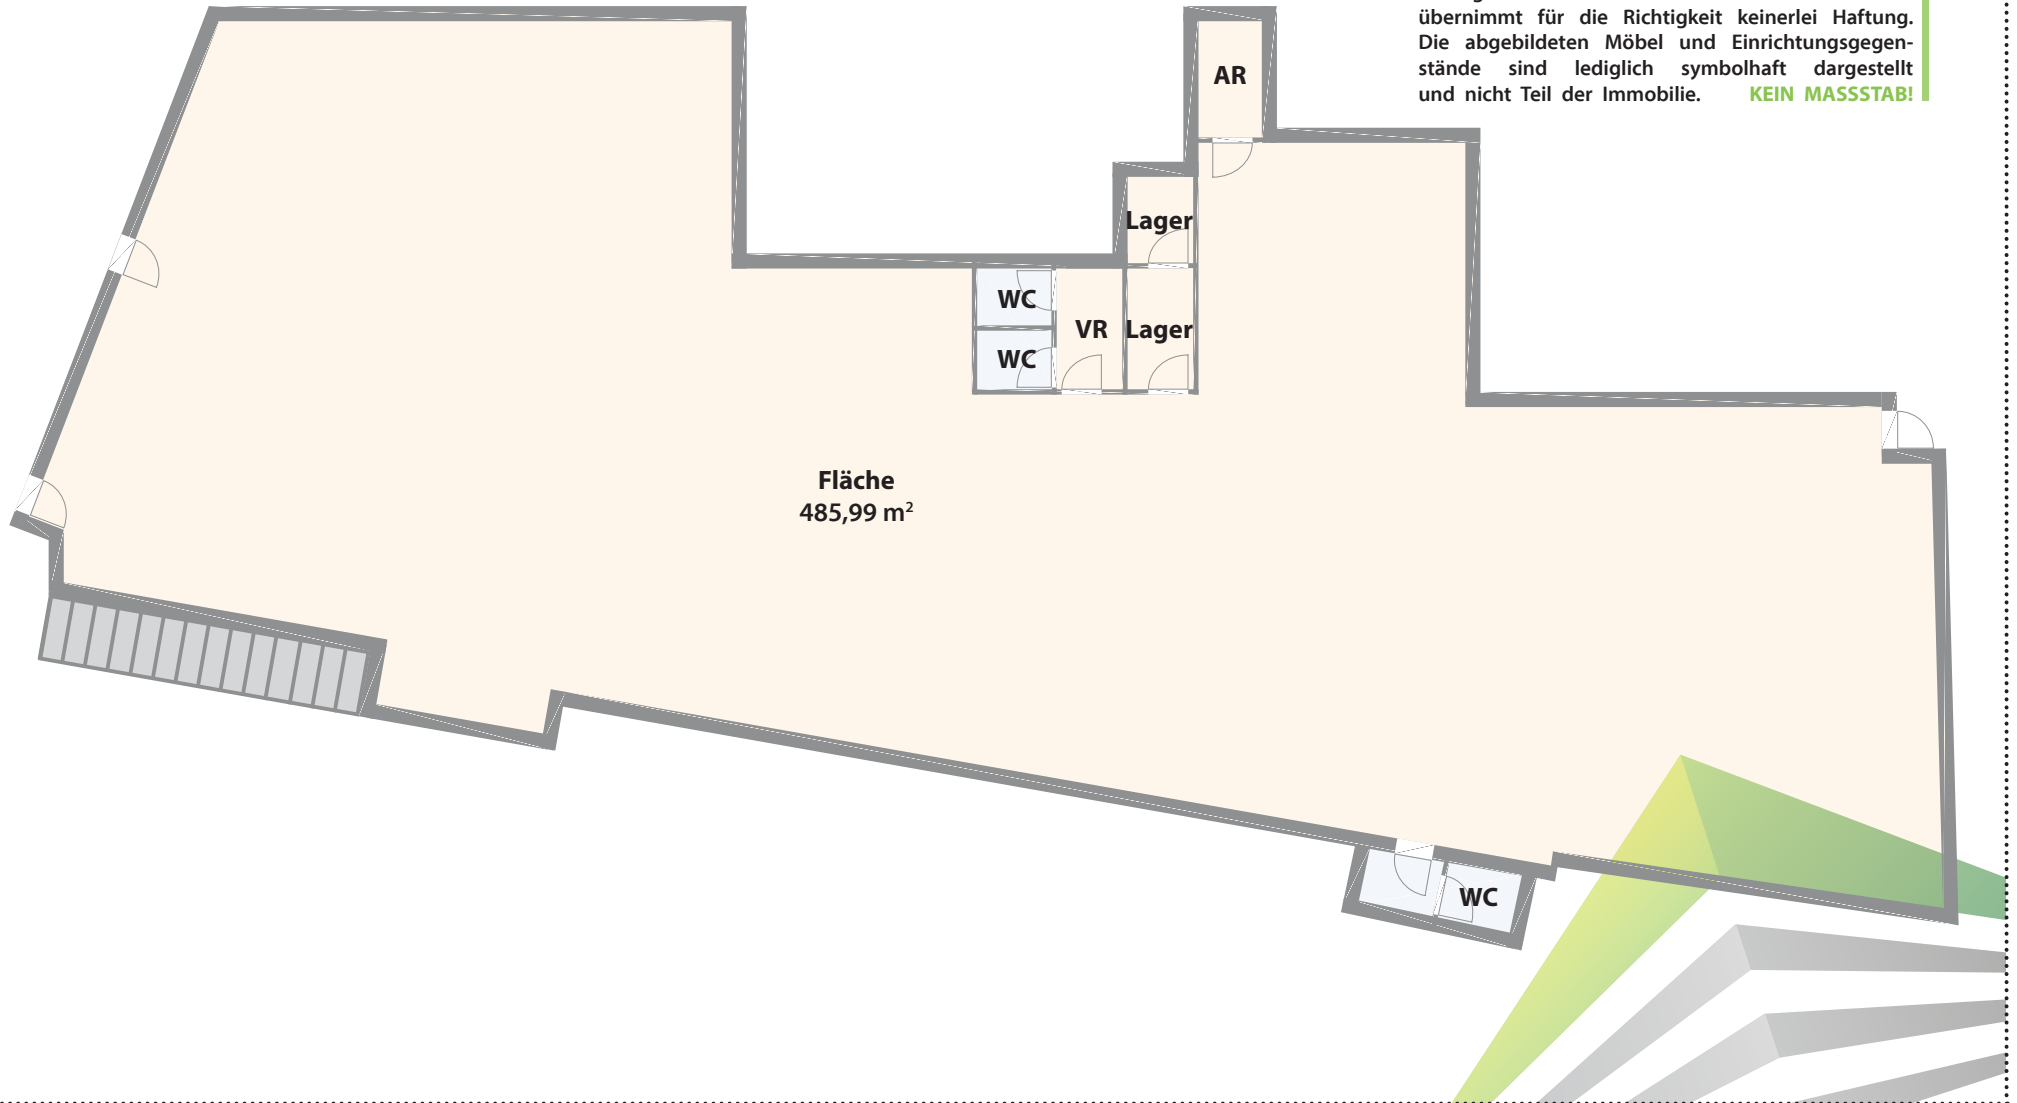 übernimmt für die Richtigkeit keinerlei Haftung.
Die abgebildeten Möbel und Einrichtungsgegen-
stände sind lediglich symbolhaft dargestellt
und nicht Teil der Immobilie. KEIN MASSSTAB!
AR
Lager
WC
VR
Lager
WC
Fläche
485,99 m²
WC